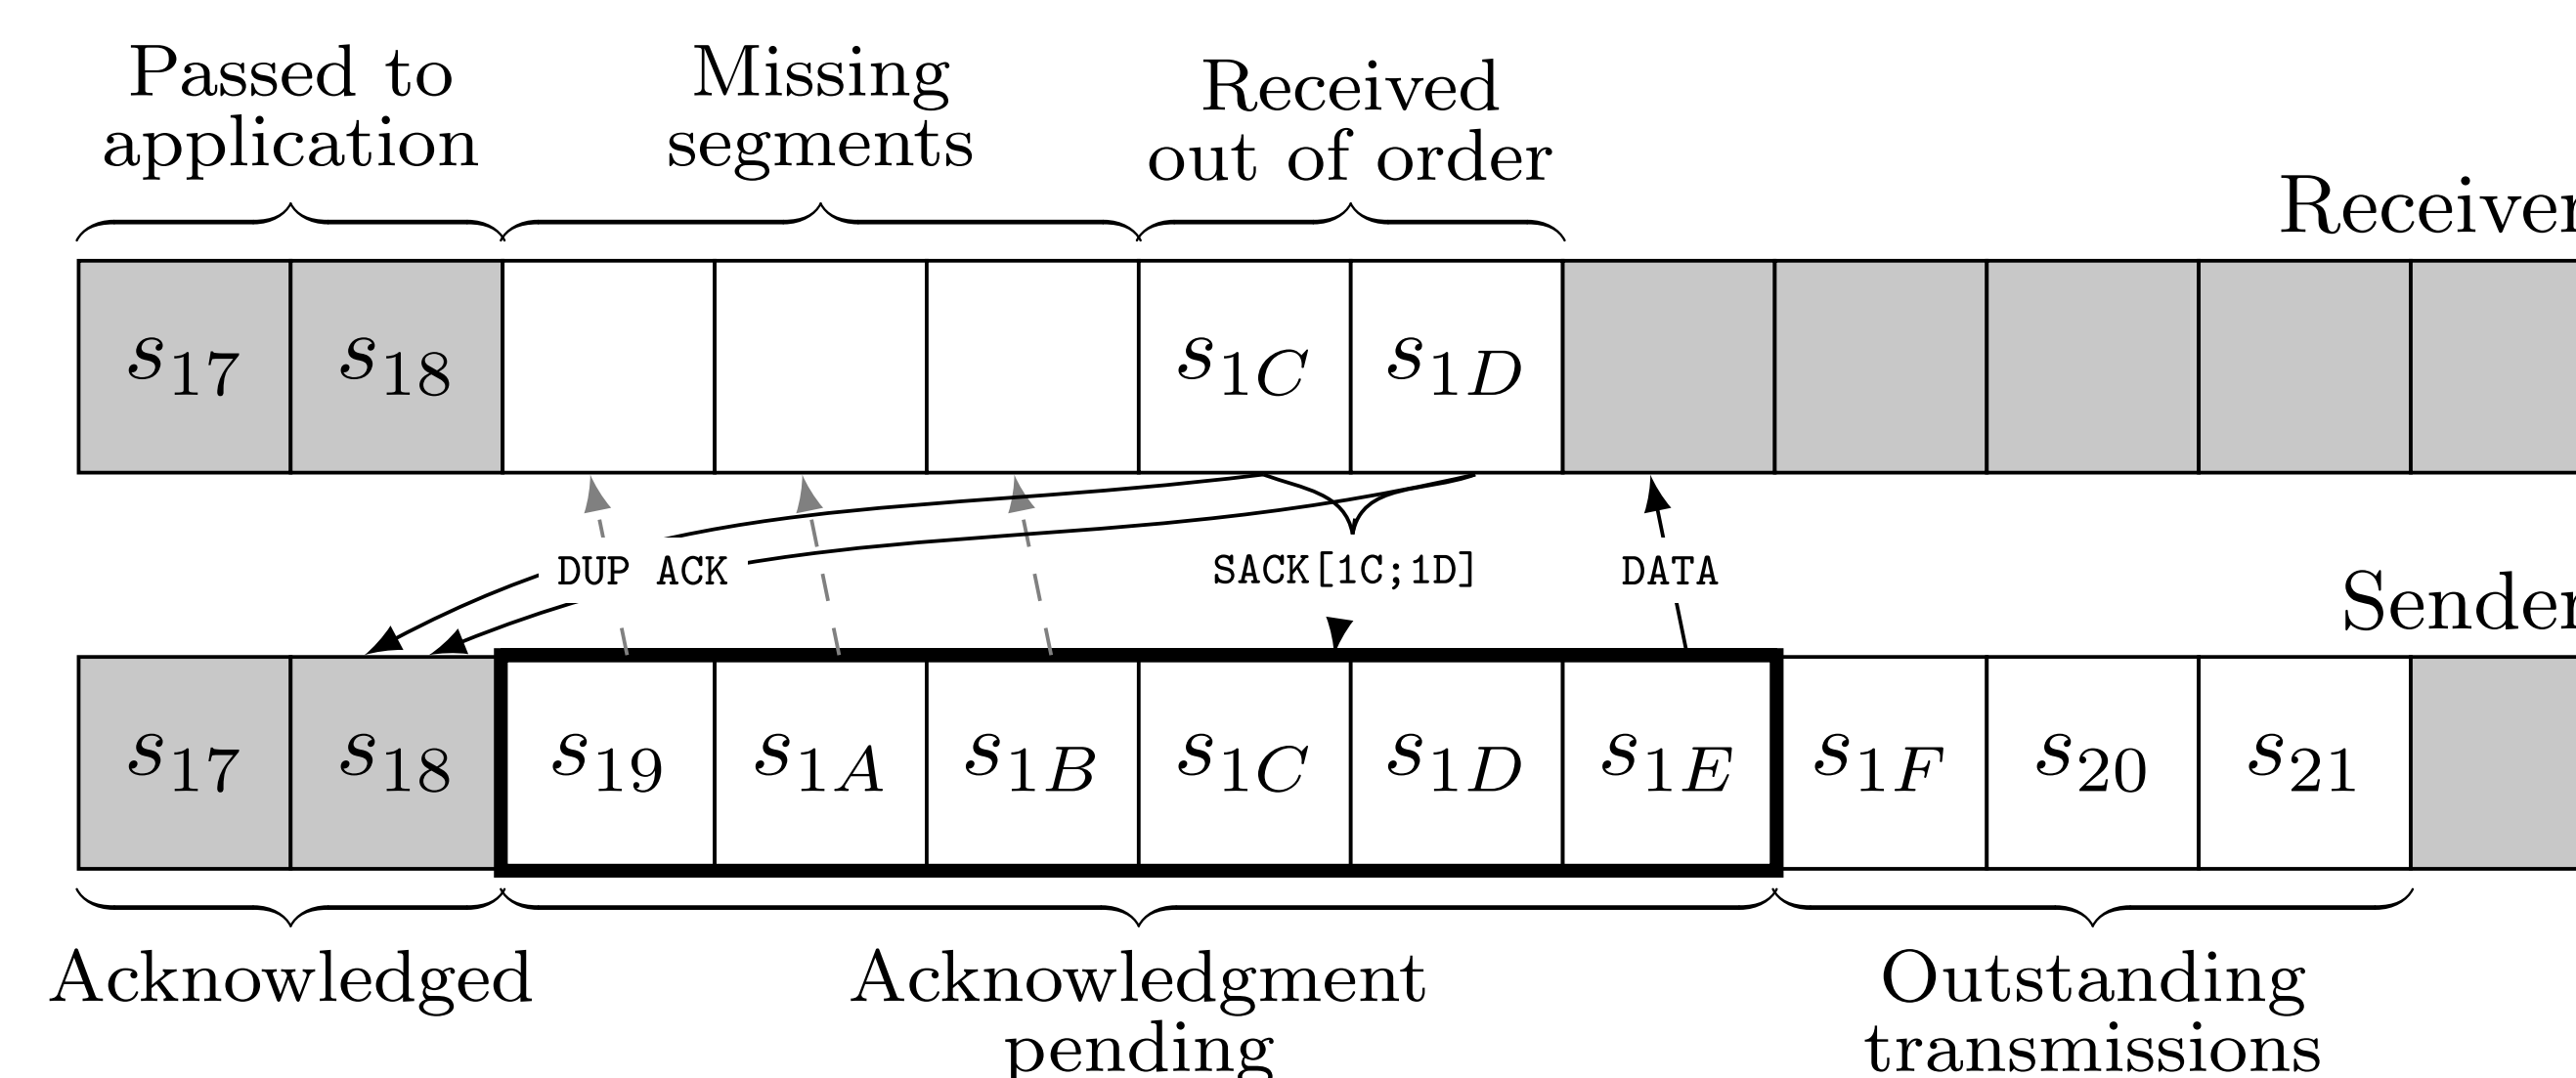 Passed to
application
Missing
segments
Received
out of order
Receiver
s17 s18 s1C s1D
DUP ACK SACK[1C;1D] DATA
Sender
s17 s18 s19 s1A s1B s1C s1D s1E s1F s20 s21
Acknowledged
Acknowledgment
pending
Outstanding
transmissions